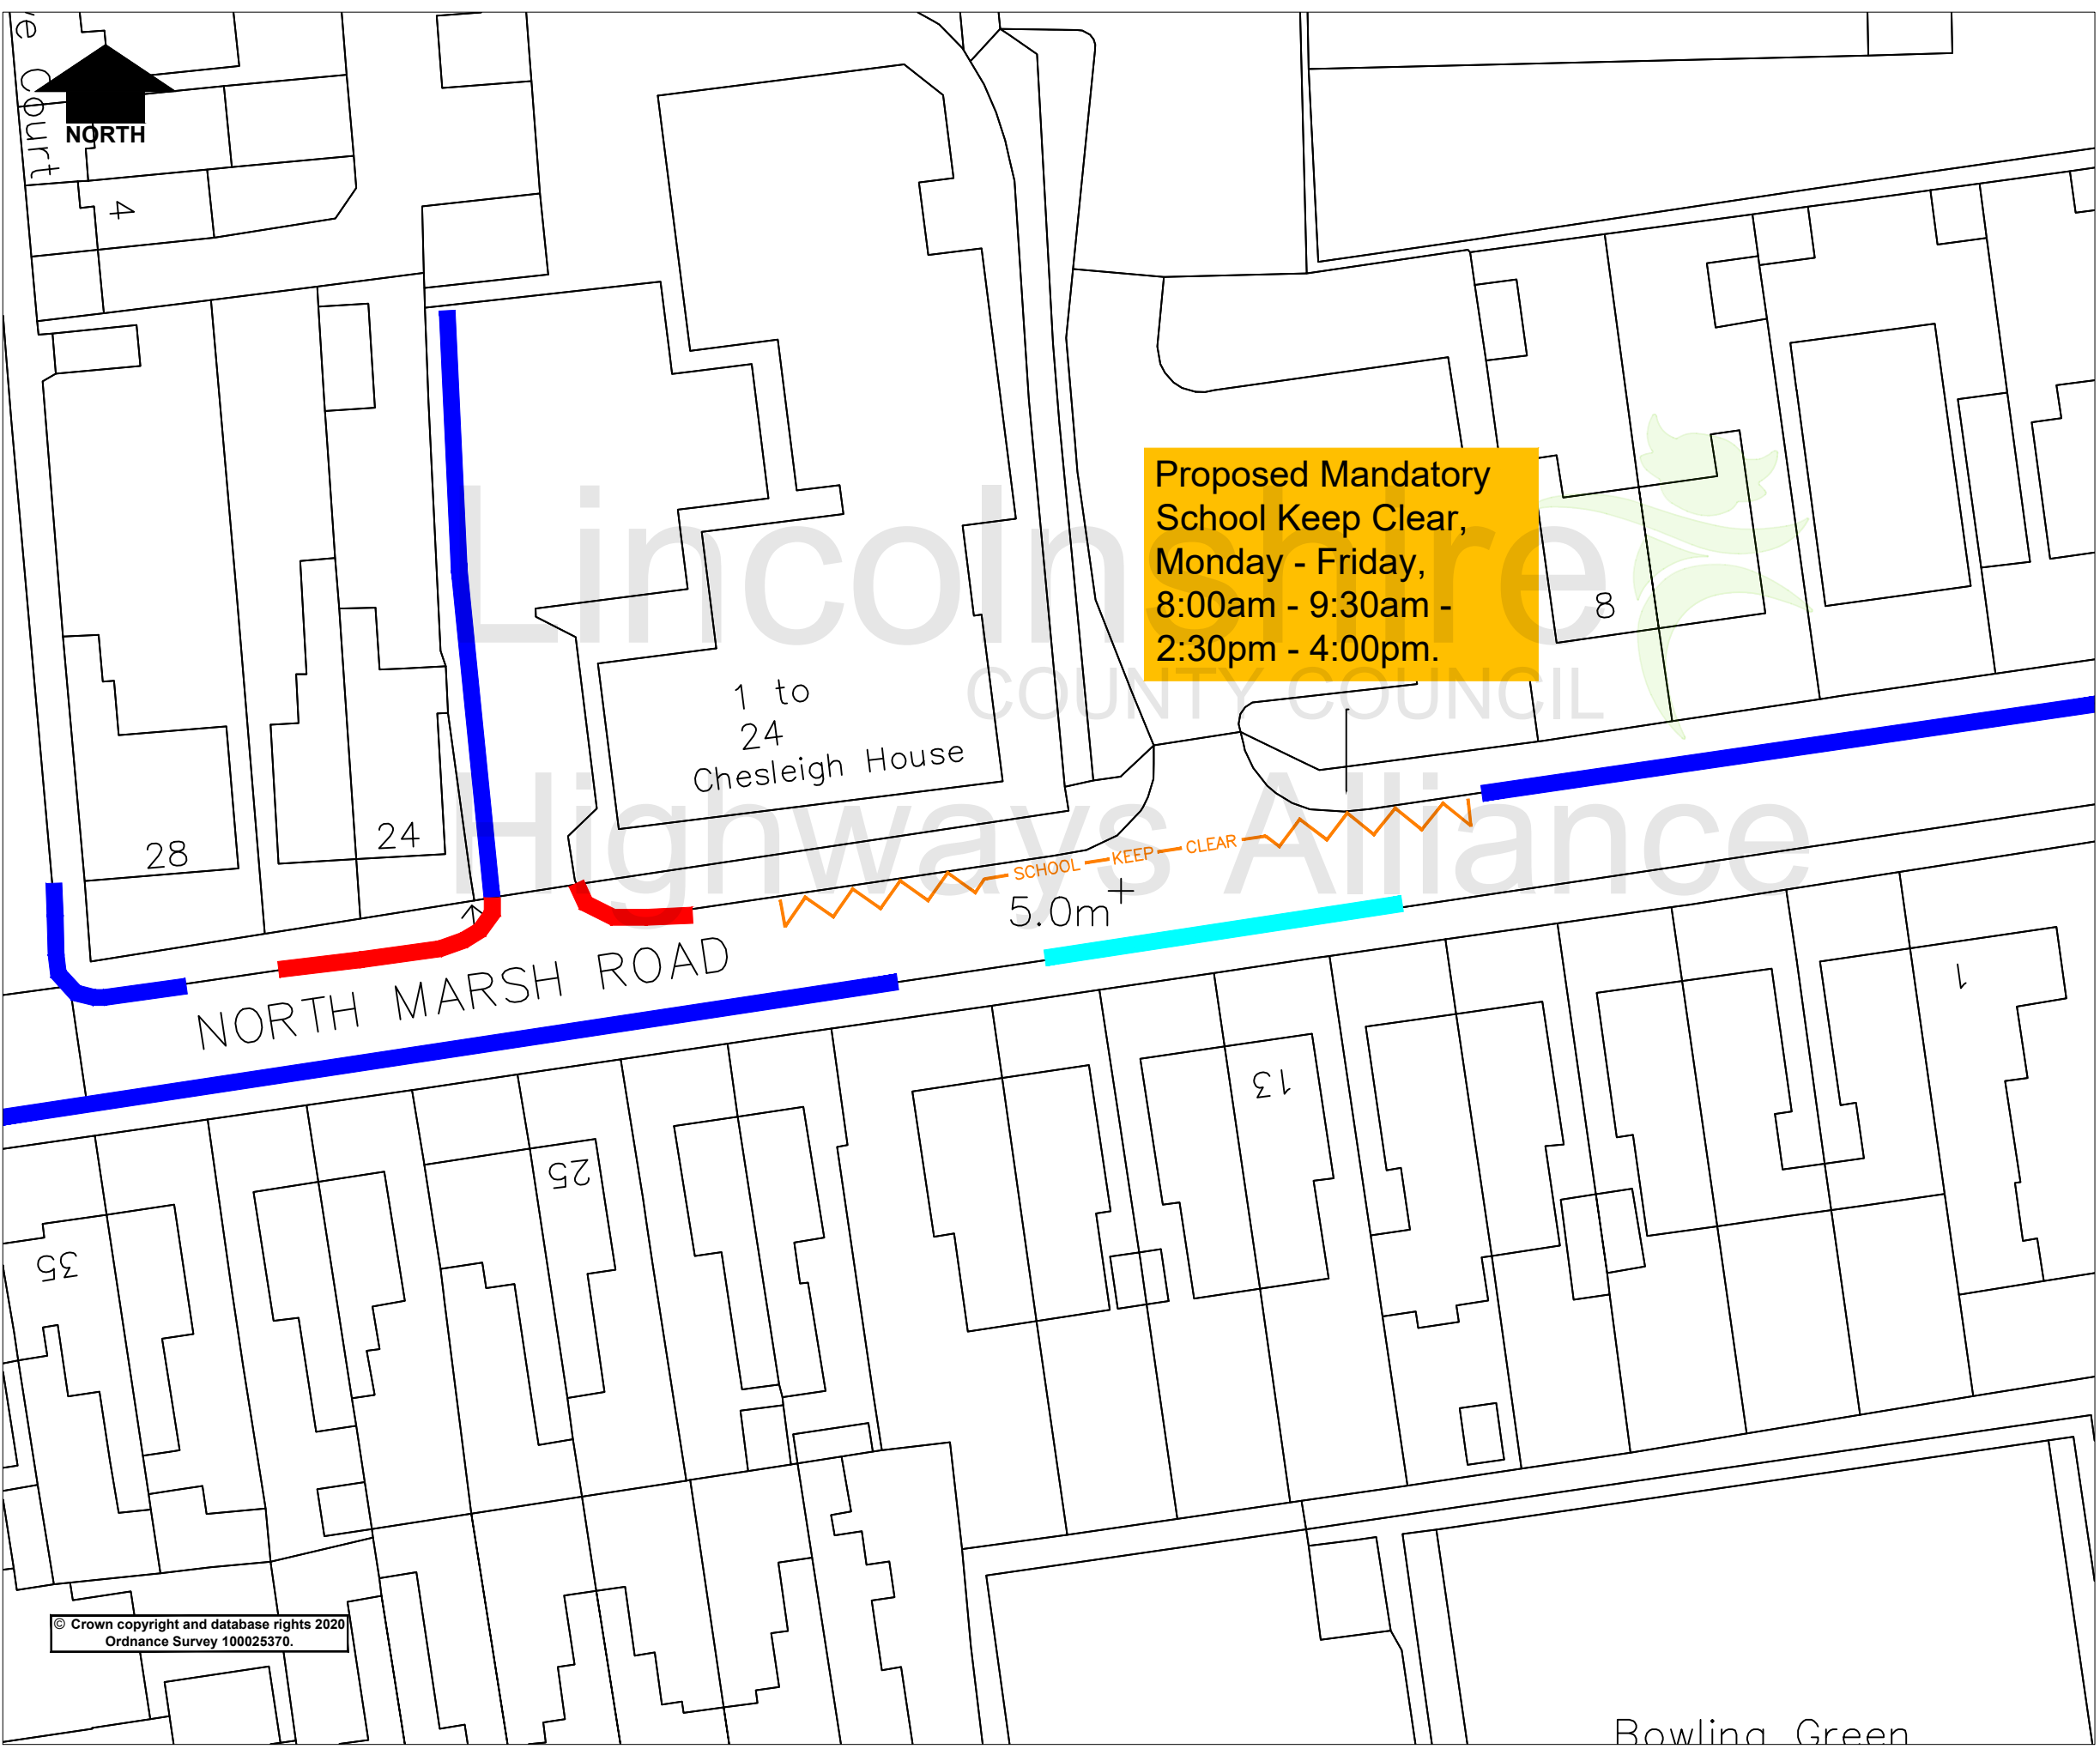 e Court
NORTH
4
Proposed Mandatory
School Keep Clear,
Monday - Friday,
8:00am - 9:30am -
2:30pm - 4:00pm.
Lincolnshire
COUNTY COUNCIL
Highways Alliance
8
1 to
24
Chesleigh House
28
24
SCHOOL KEEP CLEAR
5.0m
NORTH MARSH ROAD
1
13
25
35
© Crown copyright and database rights 2020
Ordnance Survey 100025370.
Bowling Green